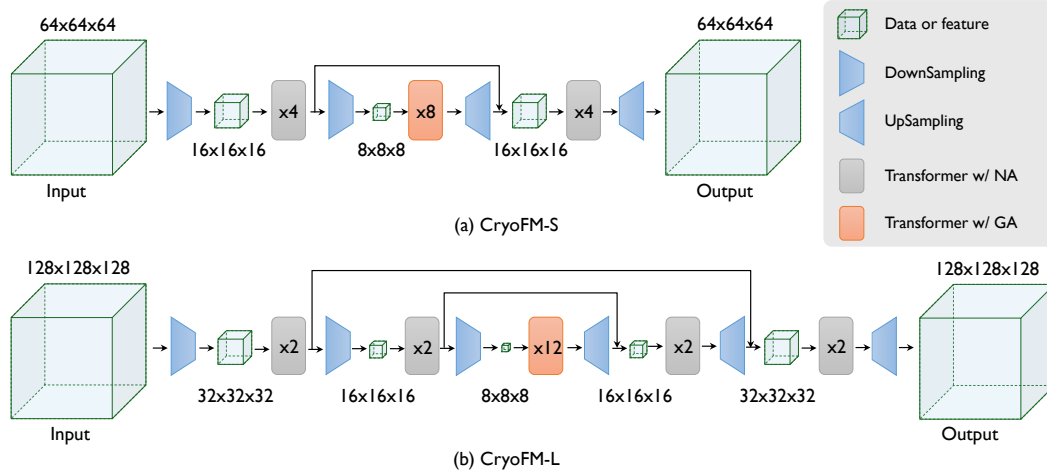 64x64x64
64x64x64
Data or feature
DownSampling
UpSampling
Transformer w/ NA
Transformer w/ GA
x4
x8
x4
16x16x16
8x8x8
16x16x16
Input
Output
(a) CryoFM-S
128x128x128
128x128x128
x2
x2
x12
x2
x2
32x32x32
16x16x16
8x8x8
16x16x16
32x32x32
Input
Output
(b) CryoFM-L